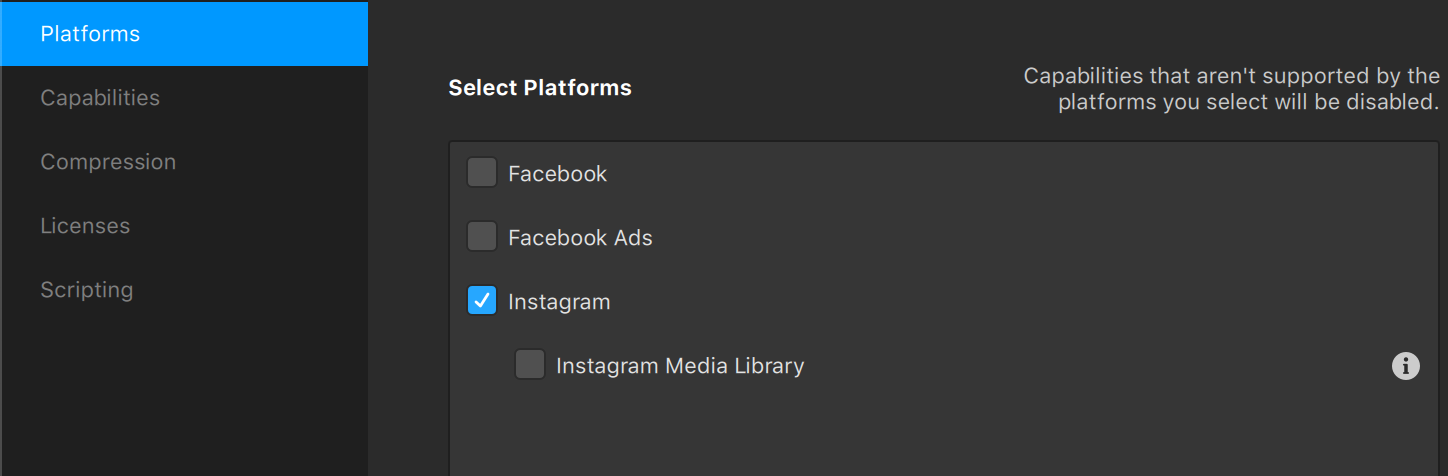 Platforms
Capabilities
Compression
Licenses
Scripting
Select Platforms
Capabilities that aren't supported by the
platforms you select will be disabled.
Facebook
Facebook Ads
Instagram
Instagram Media Library